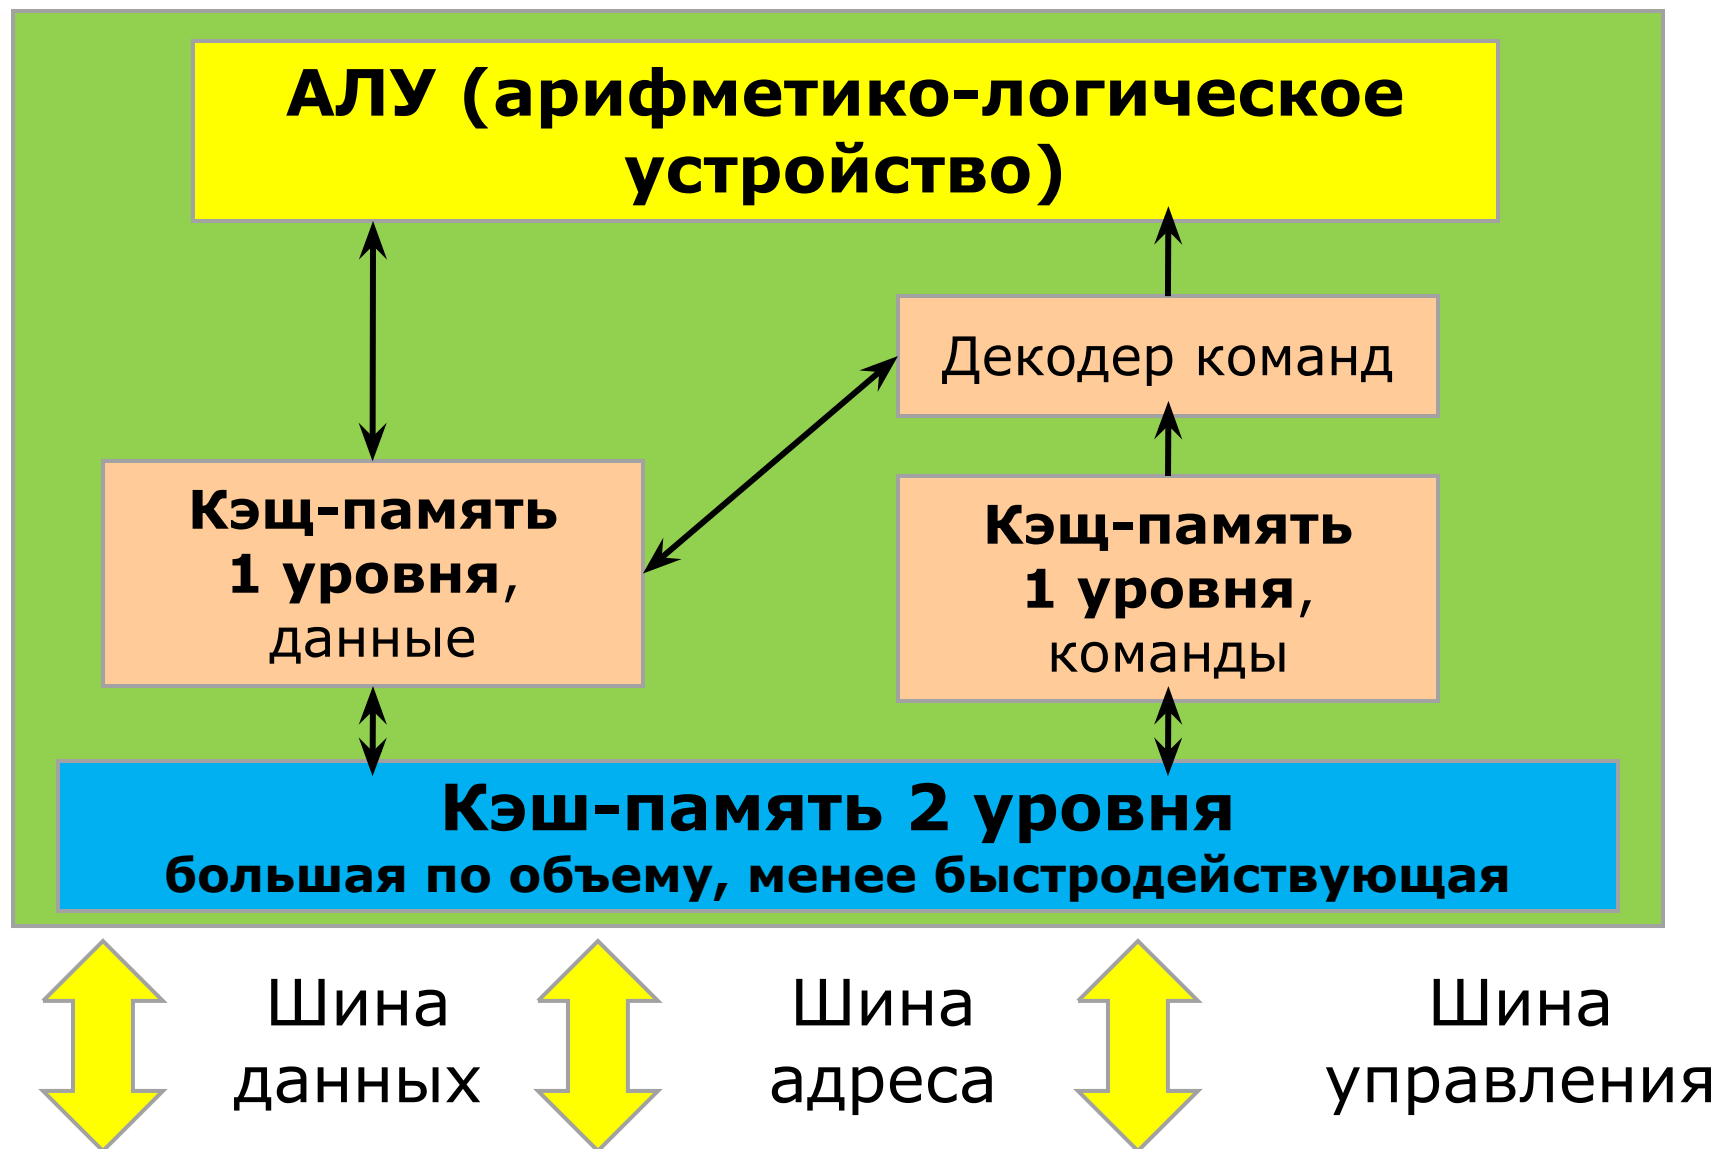 АЛУ (арифметико-логическое
устройство)
Декодер команд
Кэщ-память
1 уровня,
данные
Кэщ-память
1 уровня,
команды
Кэш-память 2 уровня
большая по объему, менее быстродействующая
Шина
данных
Шина
адреса
Шина
управления